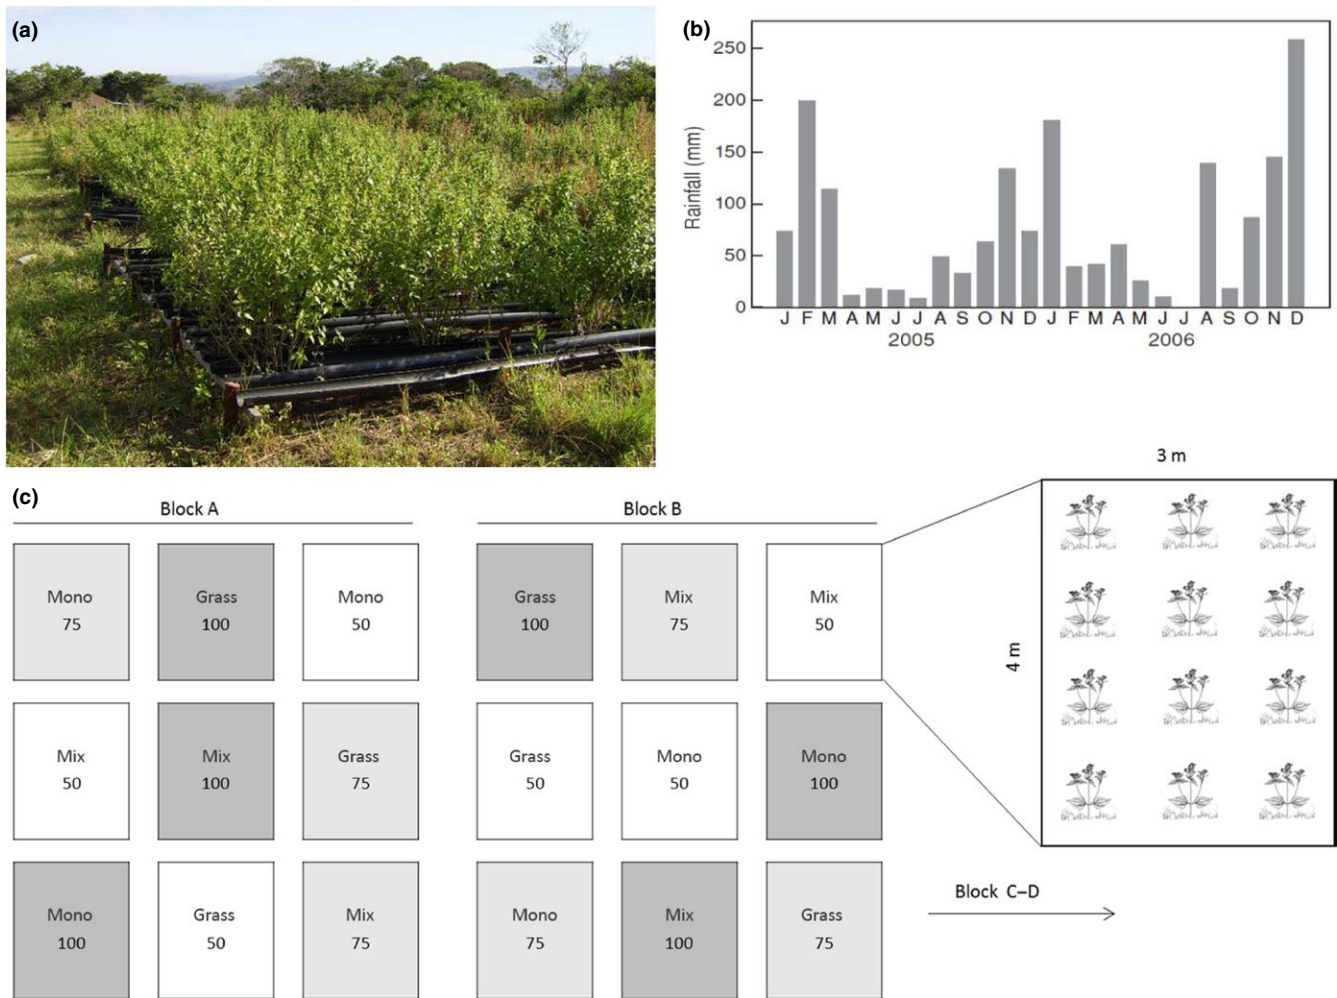 (a)
(b)
250
200
150
100
50
0
Rainfall (mm)
J F M A M J J A S O N D J F M A M J J A S O N D
2005 2006
(c)
Block A
Block B
Mono
75
Grass
100
Mono
50
Grass
100
Mix
75
Mix
50
Mix
50
Mix
100
Grass
75
Grass
50
Mono
50
Mono
100
Mono
100
Grass
50
Mix
75
Mono
75
Mix
100
Grass
75
3 m
4 m
Block C–D